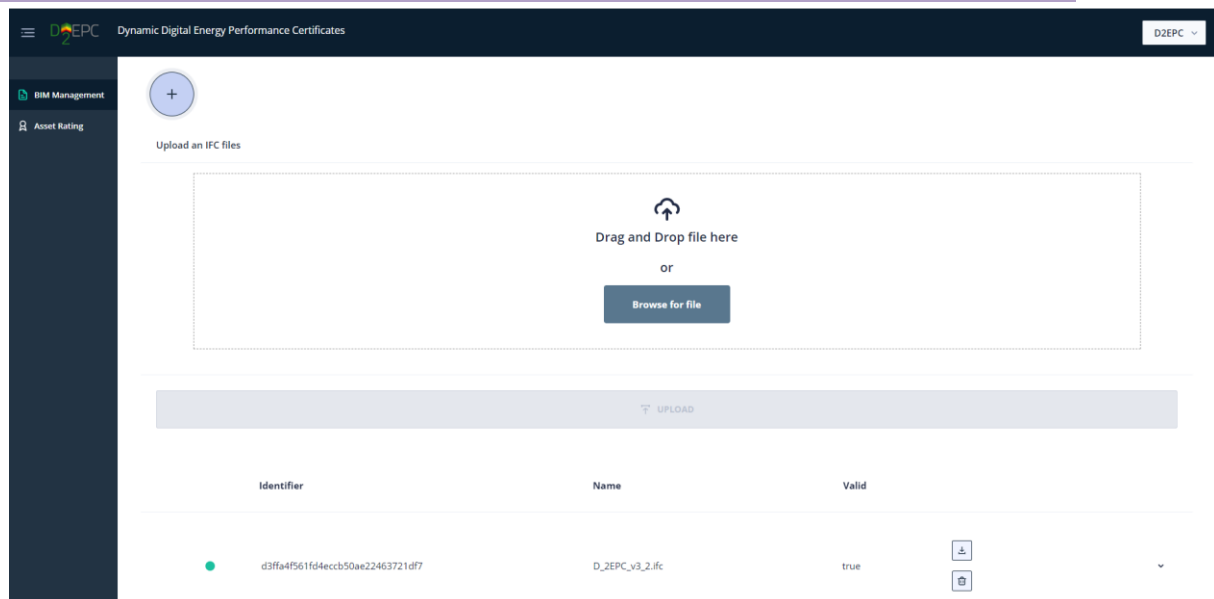 D2EPC Dynamic Digital Energy Performance Certificates D2EPC
BIM Management
Asset Rating
+
Upload an IFC files
Drag and Drop file here
or
Browse for file
UPLOAD
Identifier Name Valid
d3ffa4f561fd4eccb50ae22463721df7 D_2EPC_v3_2.ifc true